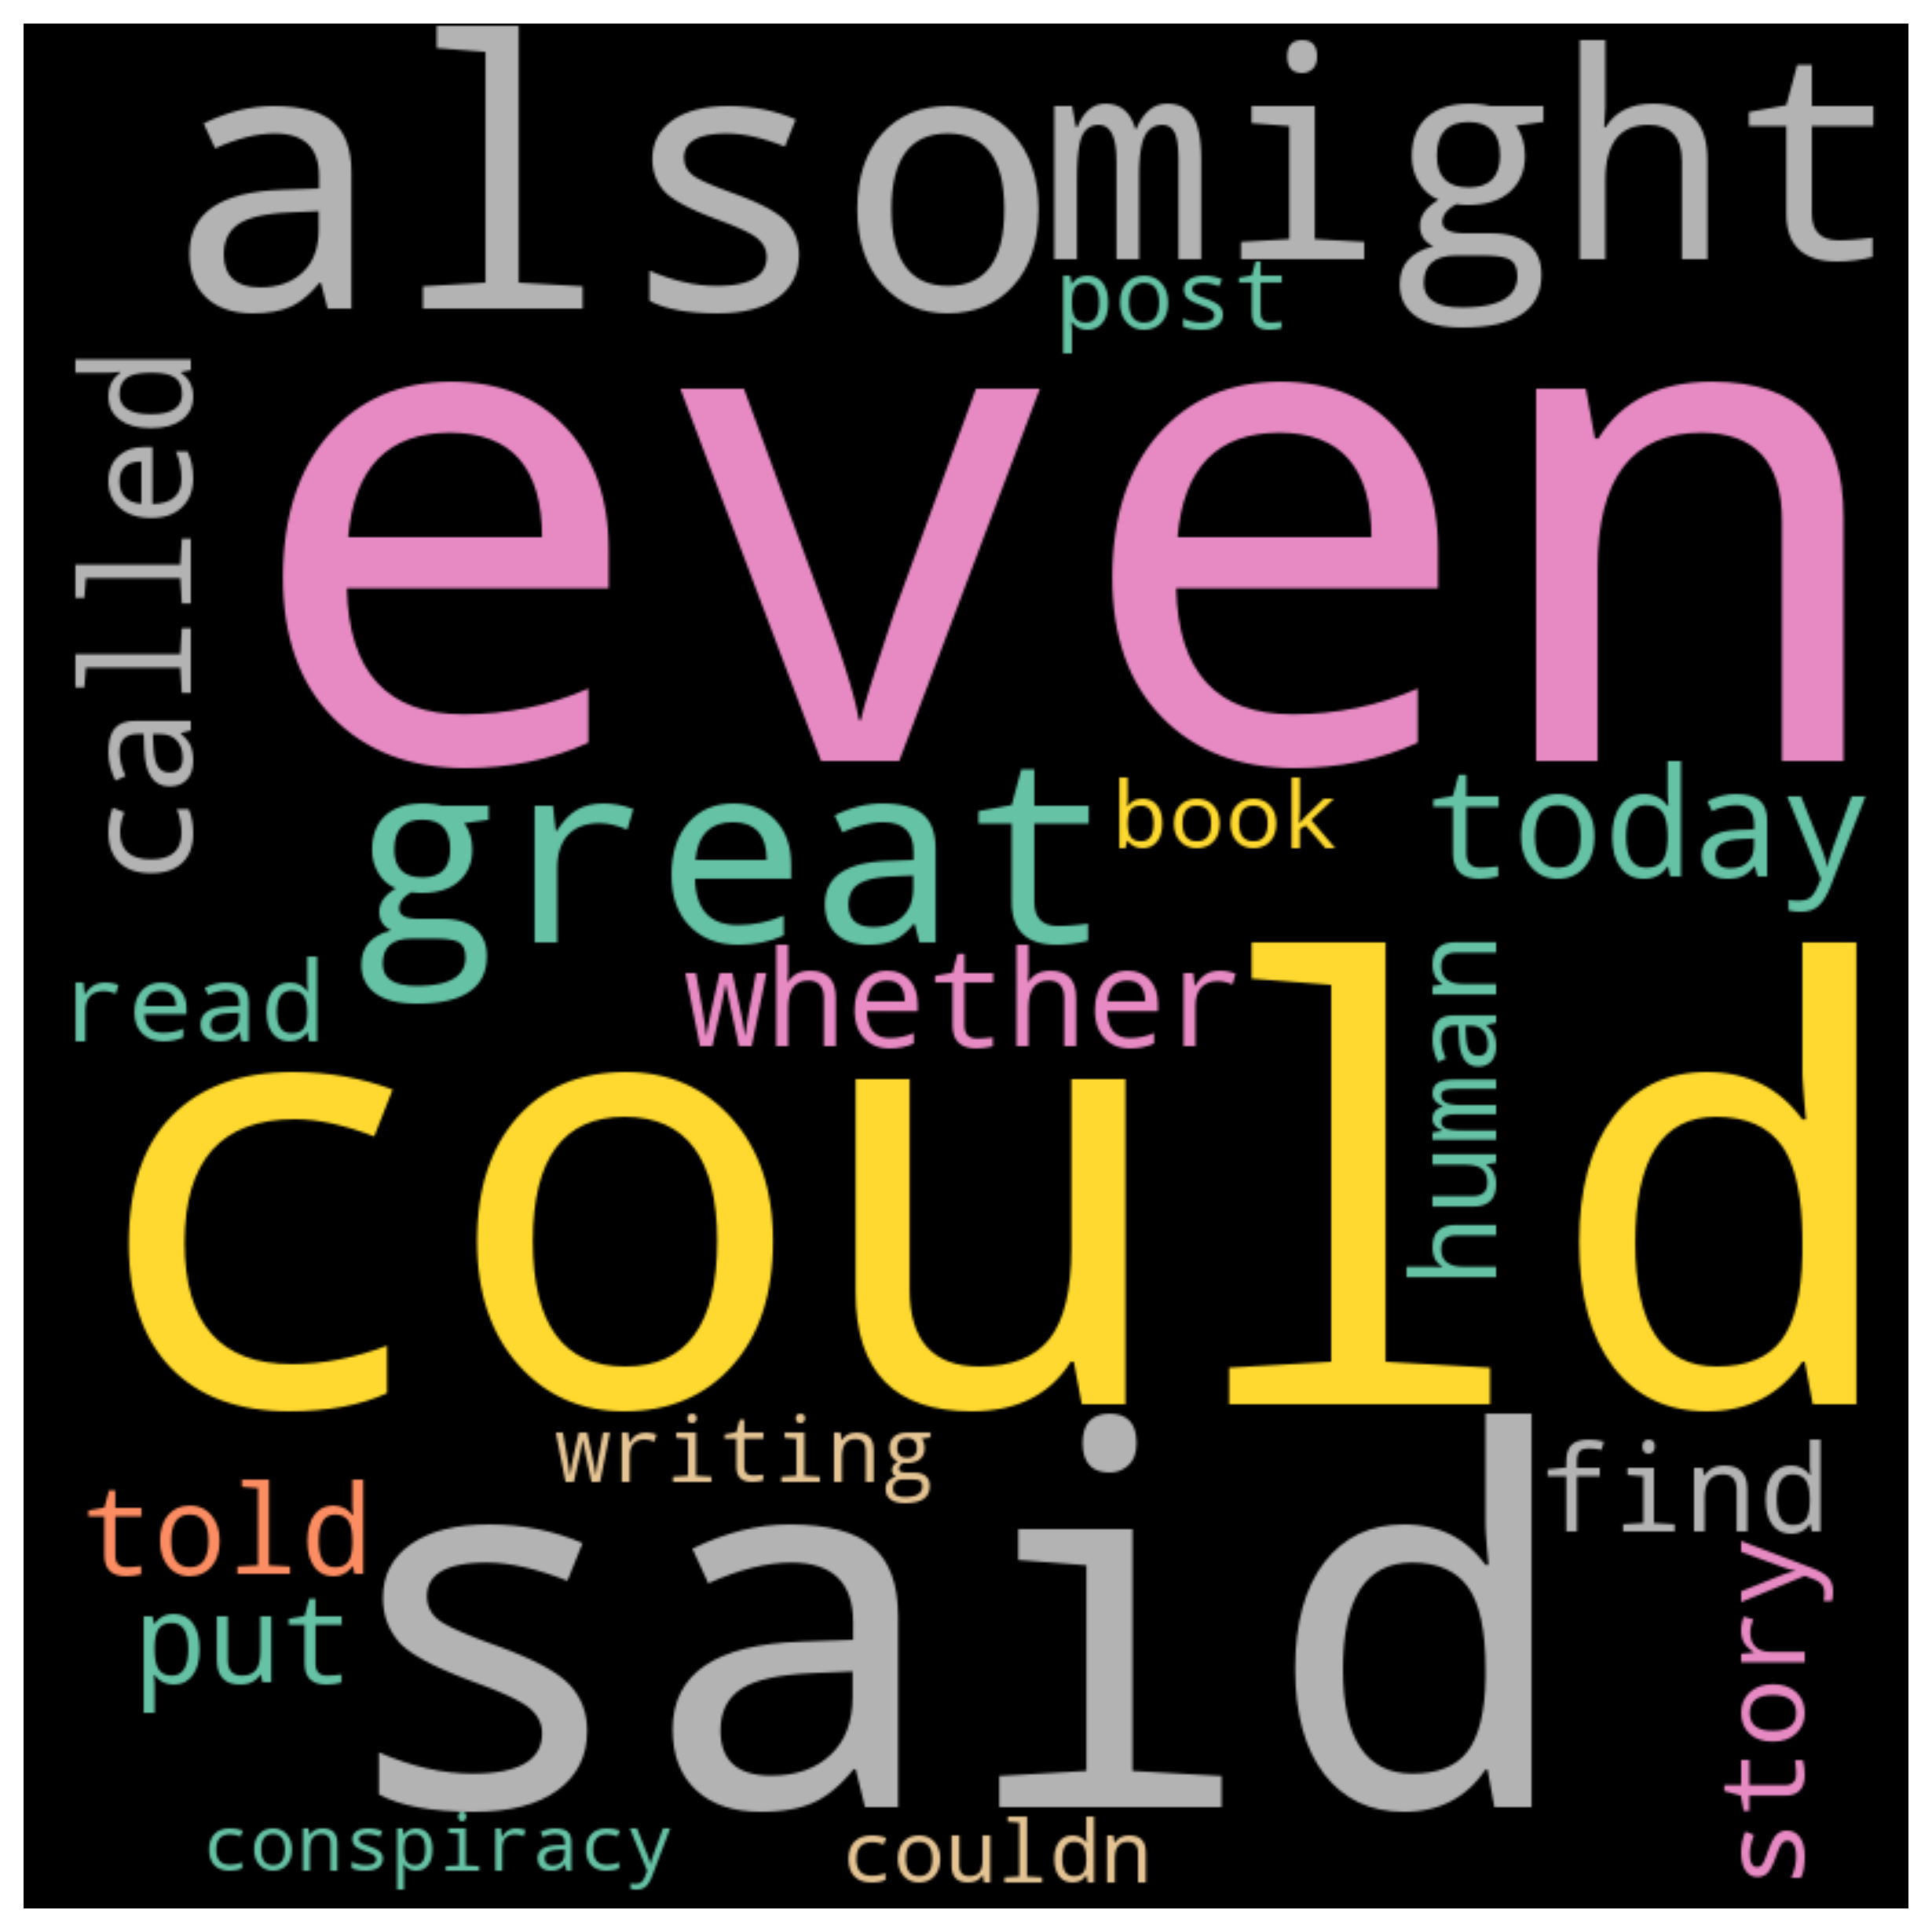 also
might
post
called
even
great
book
today
read
whether
human
could
writing
find
told
said
put
story
conspiracy
couldn